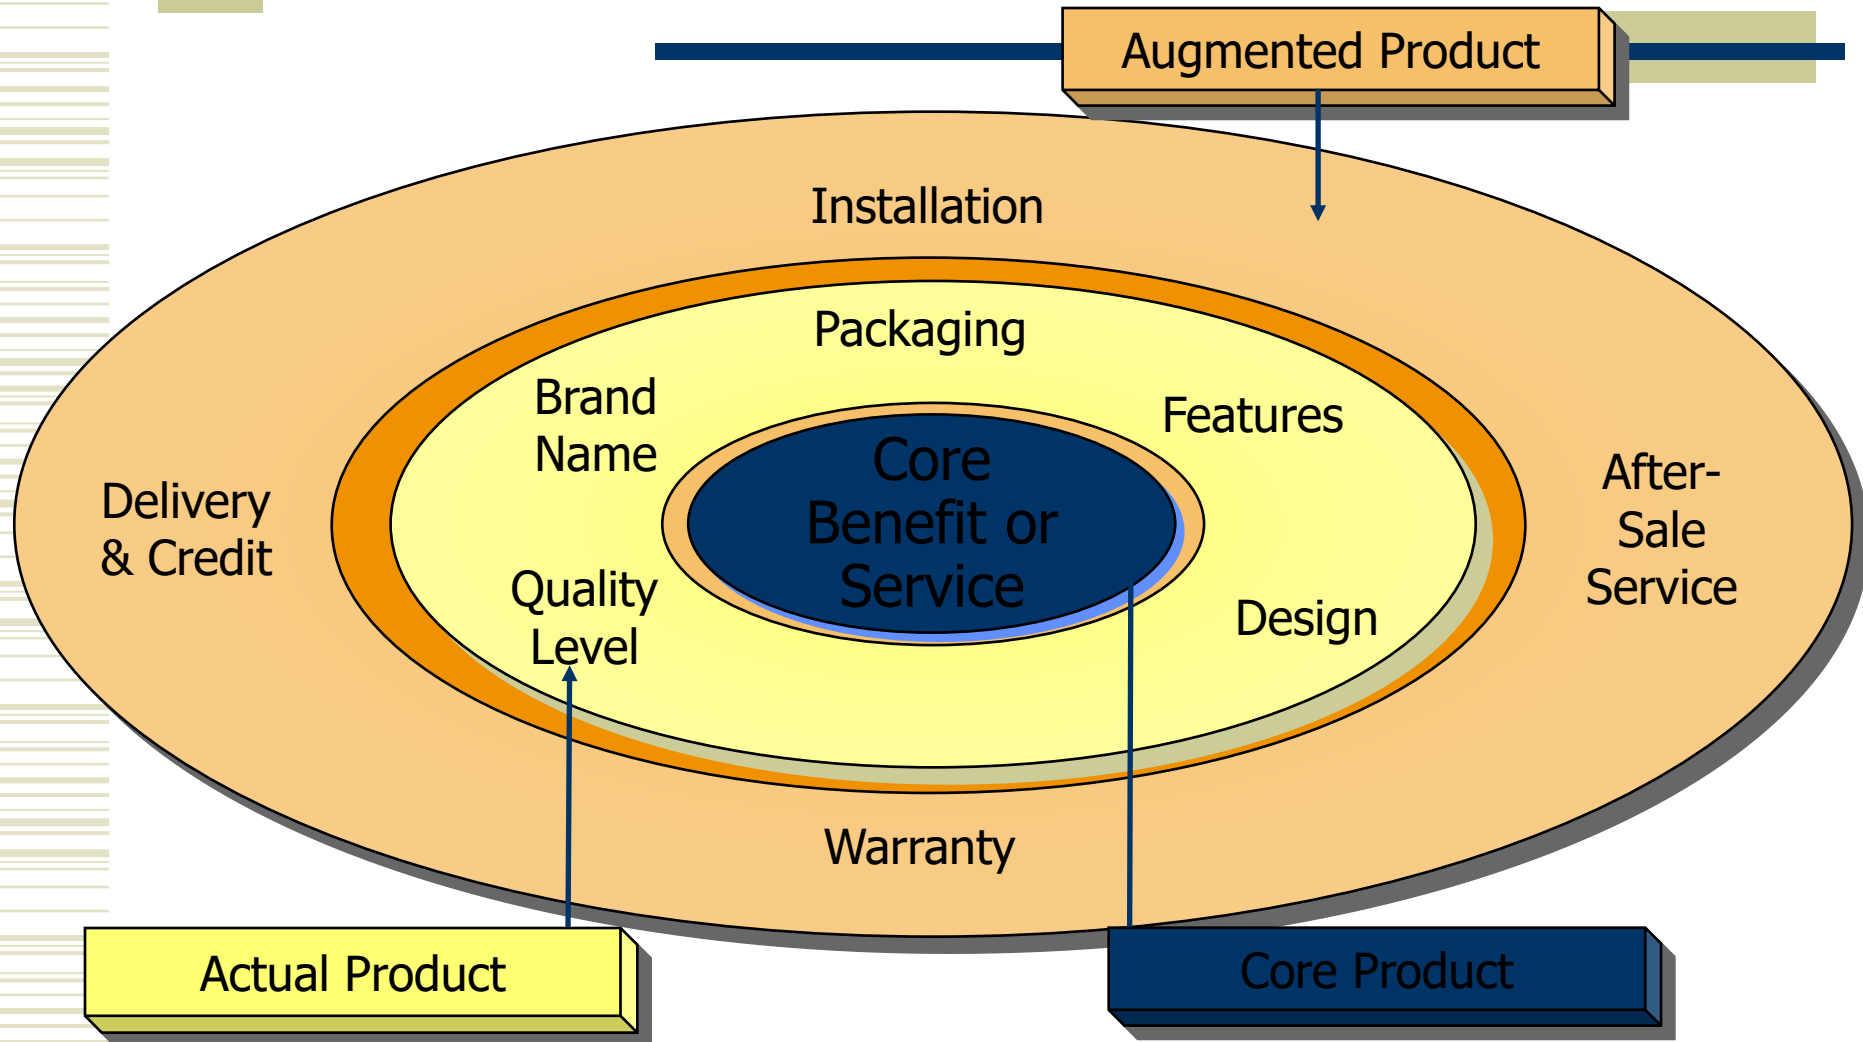 Augmented Product
Installation
Packaging
Brand
Name
Features
Core
Benefit or
Service
Delivery
& Credit
After-
Sale
Service
Quality
Level
Design
Warranty
Actual Product
Core Product